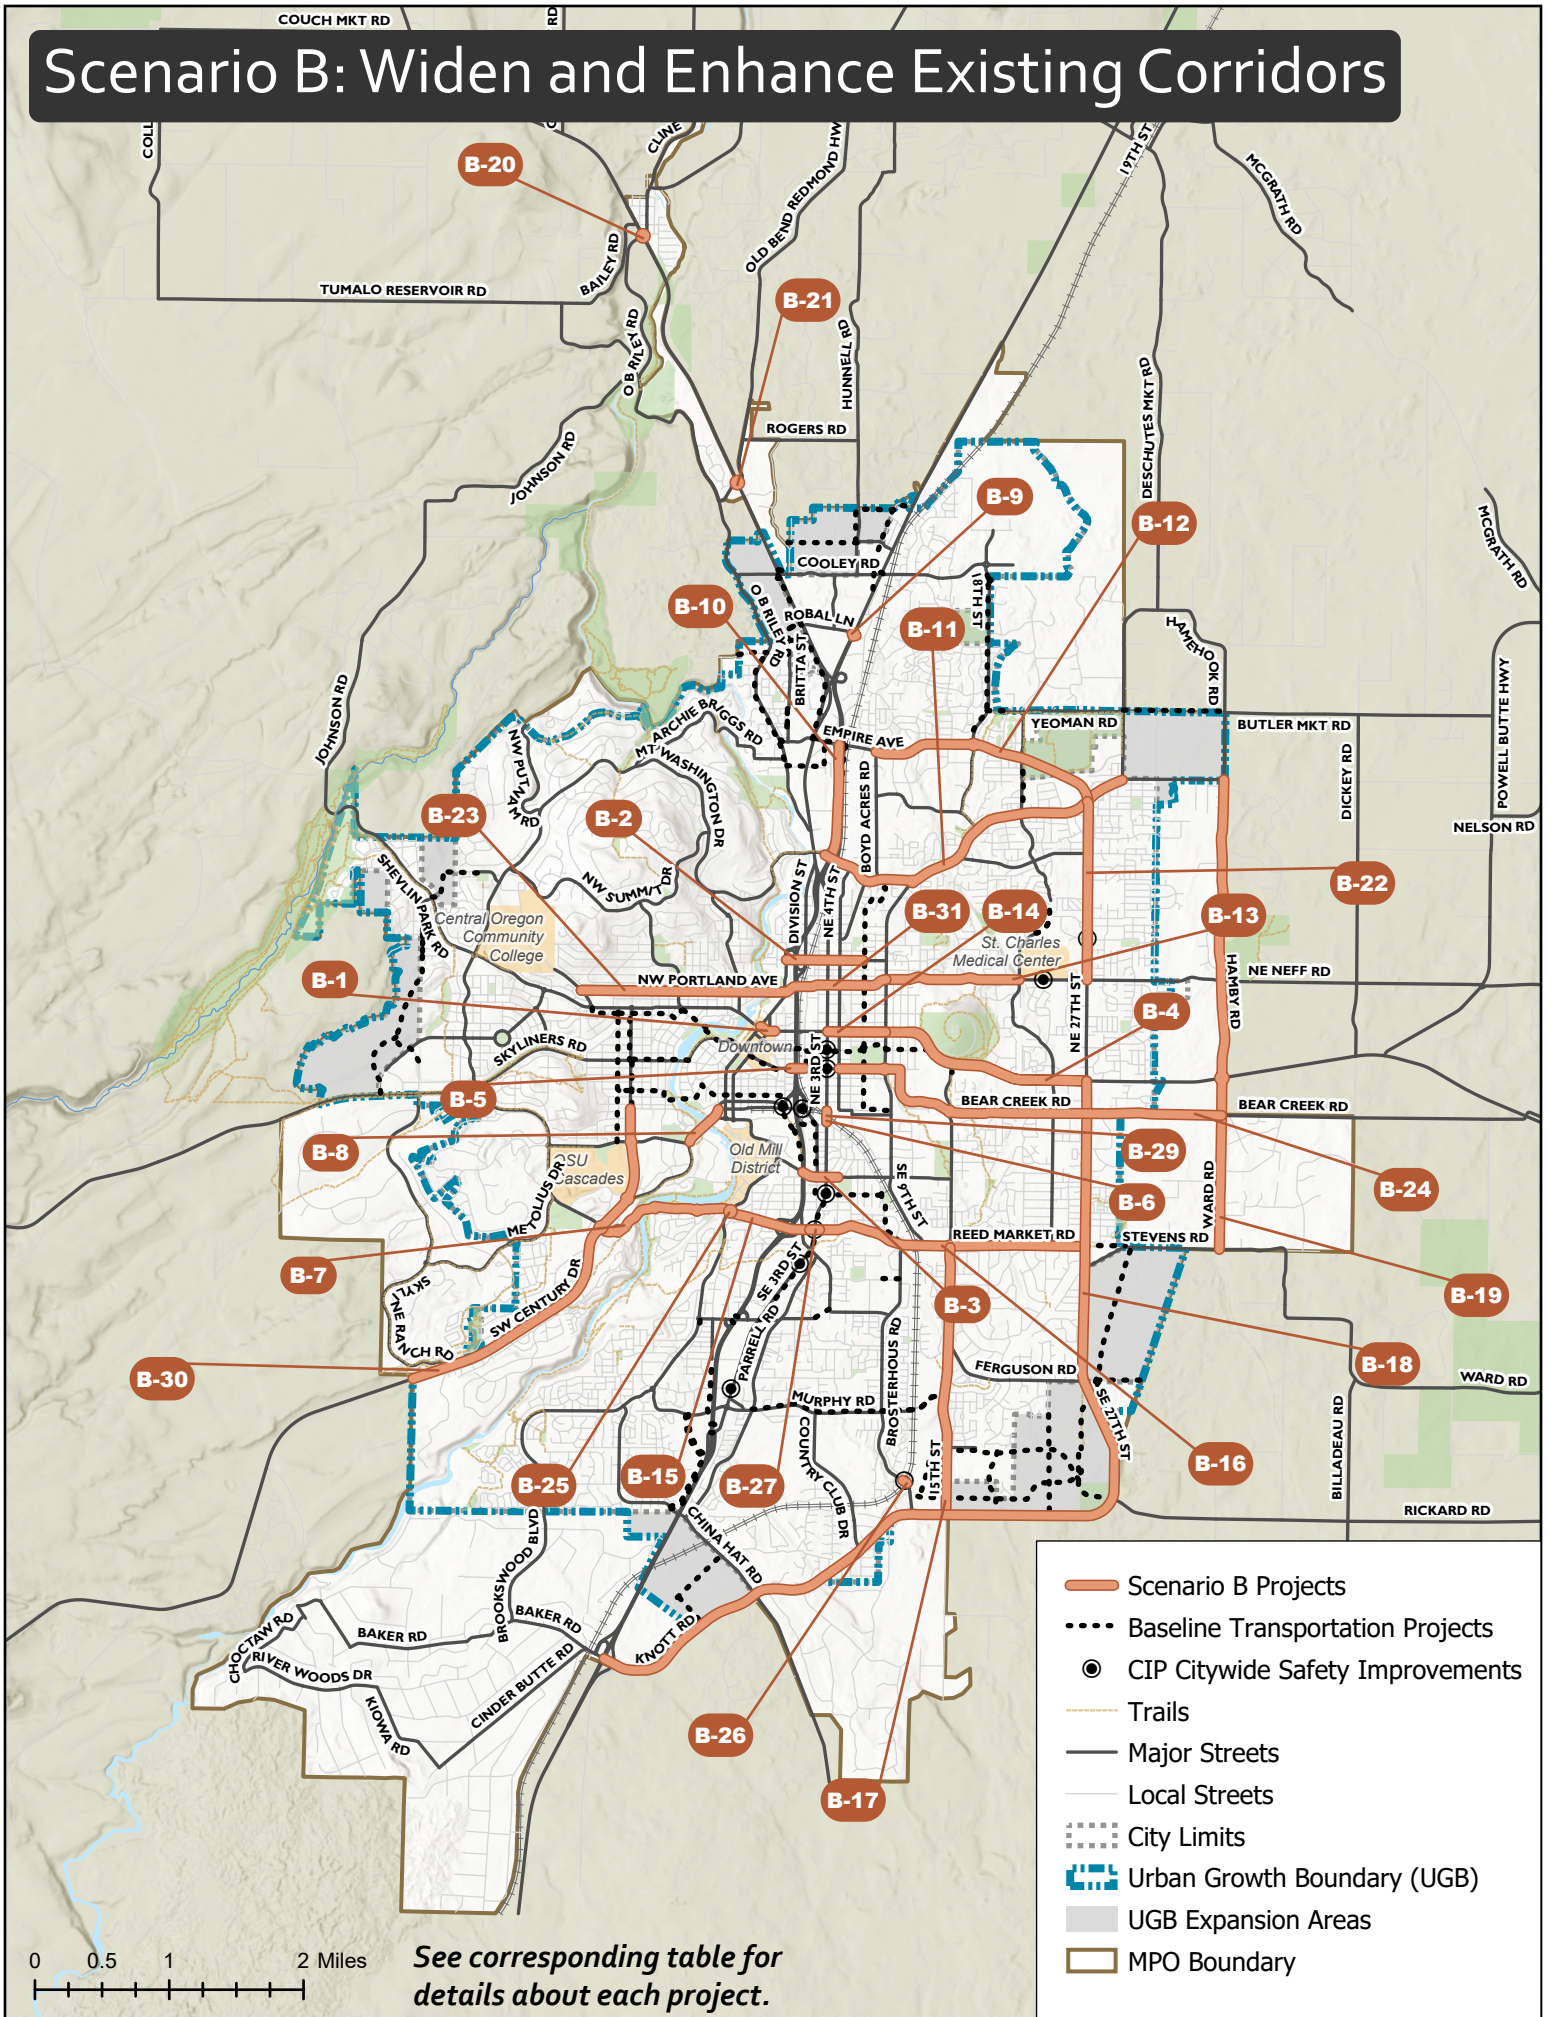 COUCH MKT RD
RD
Scenario B: Widen and Enhance Existing Corridors
COLL
CLINE
OLD BEND REDMOND HW
19TH ST
MCGRATH RD
B-20
BAILEY RD
TUMALO RESERVOIR RD
B-21
O B RILEY RD
HUNNELL RD
DESCHUTES MKT RD
ROGERS RD
JOHNSON RD
B-9
B-12
MCGRATH RD
COOLEY RD
18TH ST
B-10
O B RILEY RD
ROBAL LN
B-11
HAMEHOOK RD
BRITTA ST
JOHNSON RD
ARCHIE BRIGGS RD
EMPIRE AVE
YEOMAN RD
BUTLER MKT RD
POWELL BUTTE HWY
NW PUTNAM RD
MT WASHINGTON DR
BOYD ACRES RD
DICKEY RD
B-23
B-2
NELSON RD
SHEVLIN PARK RD
NW SUMMIT DR
DIVISION ST
NE 4TH ST
B-22
Central Oregon
Community
College
B-31
B-14
B-13
St. Charles
Medical Center
B-1
NW PORTLAND AVE
NE NEFF RD
NE 27TH ST
HAMBY RD
B-4
SKYLINERS RD
Downtown
NE 3RD ST
B-5
BEAR CREEK RD
BEAR CREEK RD
B-8
OSU
Cascades
Old Mill
District
B-29
SE 9TH ST
WARD RD
B-24
B-6
METOLIUS DR
REED MARKET RD
STEVENS RD
B-7
SKYLINE RANCH RD
SW CENTURY DR
SE 3RD ST
B-3
B-19
PARRELL RD
BROSTERHOUS RD
B-30
FERGUSON RD
B-18
WARD RD
MURPHY RD
COUNTRY CLUB DR
SE 27TH ST
BILLADEAU RD
B-25
B-15
B-27
15TH ST
B-16
RICKARD RD
CHINA HAT RD
BROOKSWOOD BLVD
CHOCTAW RD
BAKER RD
BAKER RD
KNOTT RD
RIVER WOODS DR
CINDER BUTTE RD
KIOWA RD
B-26
B-17
Scenario B Projects
Baseline Transportation Projects
CIP Citywide Safety Improvements
Trails
Major Streets
Local Streets
City Limits
Urban Growth Boundary (UGB)
UGB Expansion Areas
MPO Boundary
0 0.5 1 2 Miles
See corresponding table for
details about each project.